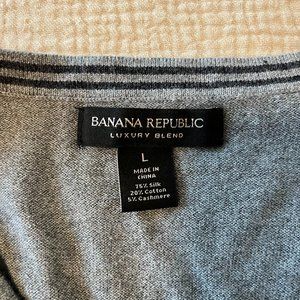 BANANA REPUBLIC
LUXURY BLEND
L
MADE IN
CHINA
75% Silk
20% Cotton
5% Cashmere